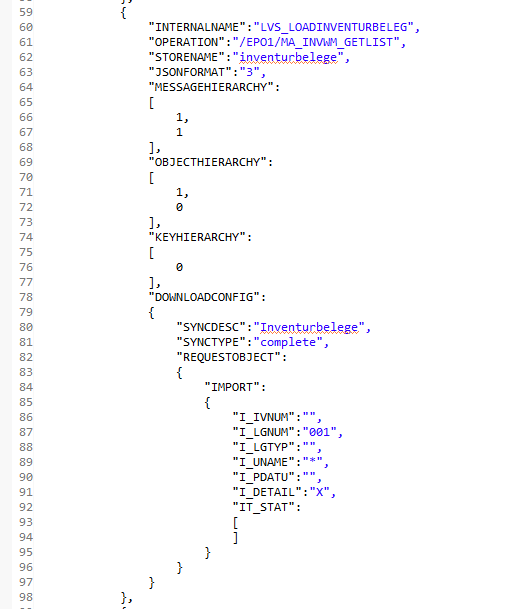 59 {
60 "INTERNALNAME":"LVS_LOADINVENTURBELEG",
61 "OPERATION":"/EPO1/MA_INVWM_GETLIST",
62 "STORENAME":"inventurbelege",
63 "JSONFORMAT":"3",
64 "MESSAGEHIERARCHY":
65 [
66 1,
67 1
68 ],
69 "OBJECTHIERARCHY":
70 [
71 1,
72 0
73 ],
74 "KEYHIERARCHY":
75 [
76 0
77 ],
78 "DOWNLOADCONFIG":
79 {
80 "SYNCDESC":"Inventurbelege",
81 "SYNCTYPE":"complete",
82 "REQUESTOBJECT":
83 {
84 "IMPORT":
85 {
86 "I_IVNUM":"",
87 "I_LGNUM":"001",
88 "I_LGTYP":"",
89 "I_UNAME":"*",
90 "I_PDATU":"",
91 "I_DETAIL":"X",
92 "IT_STAT":
93 [
94 ]
95 }
96 }
97 }
98 },